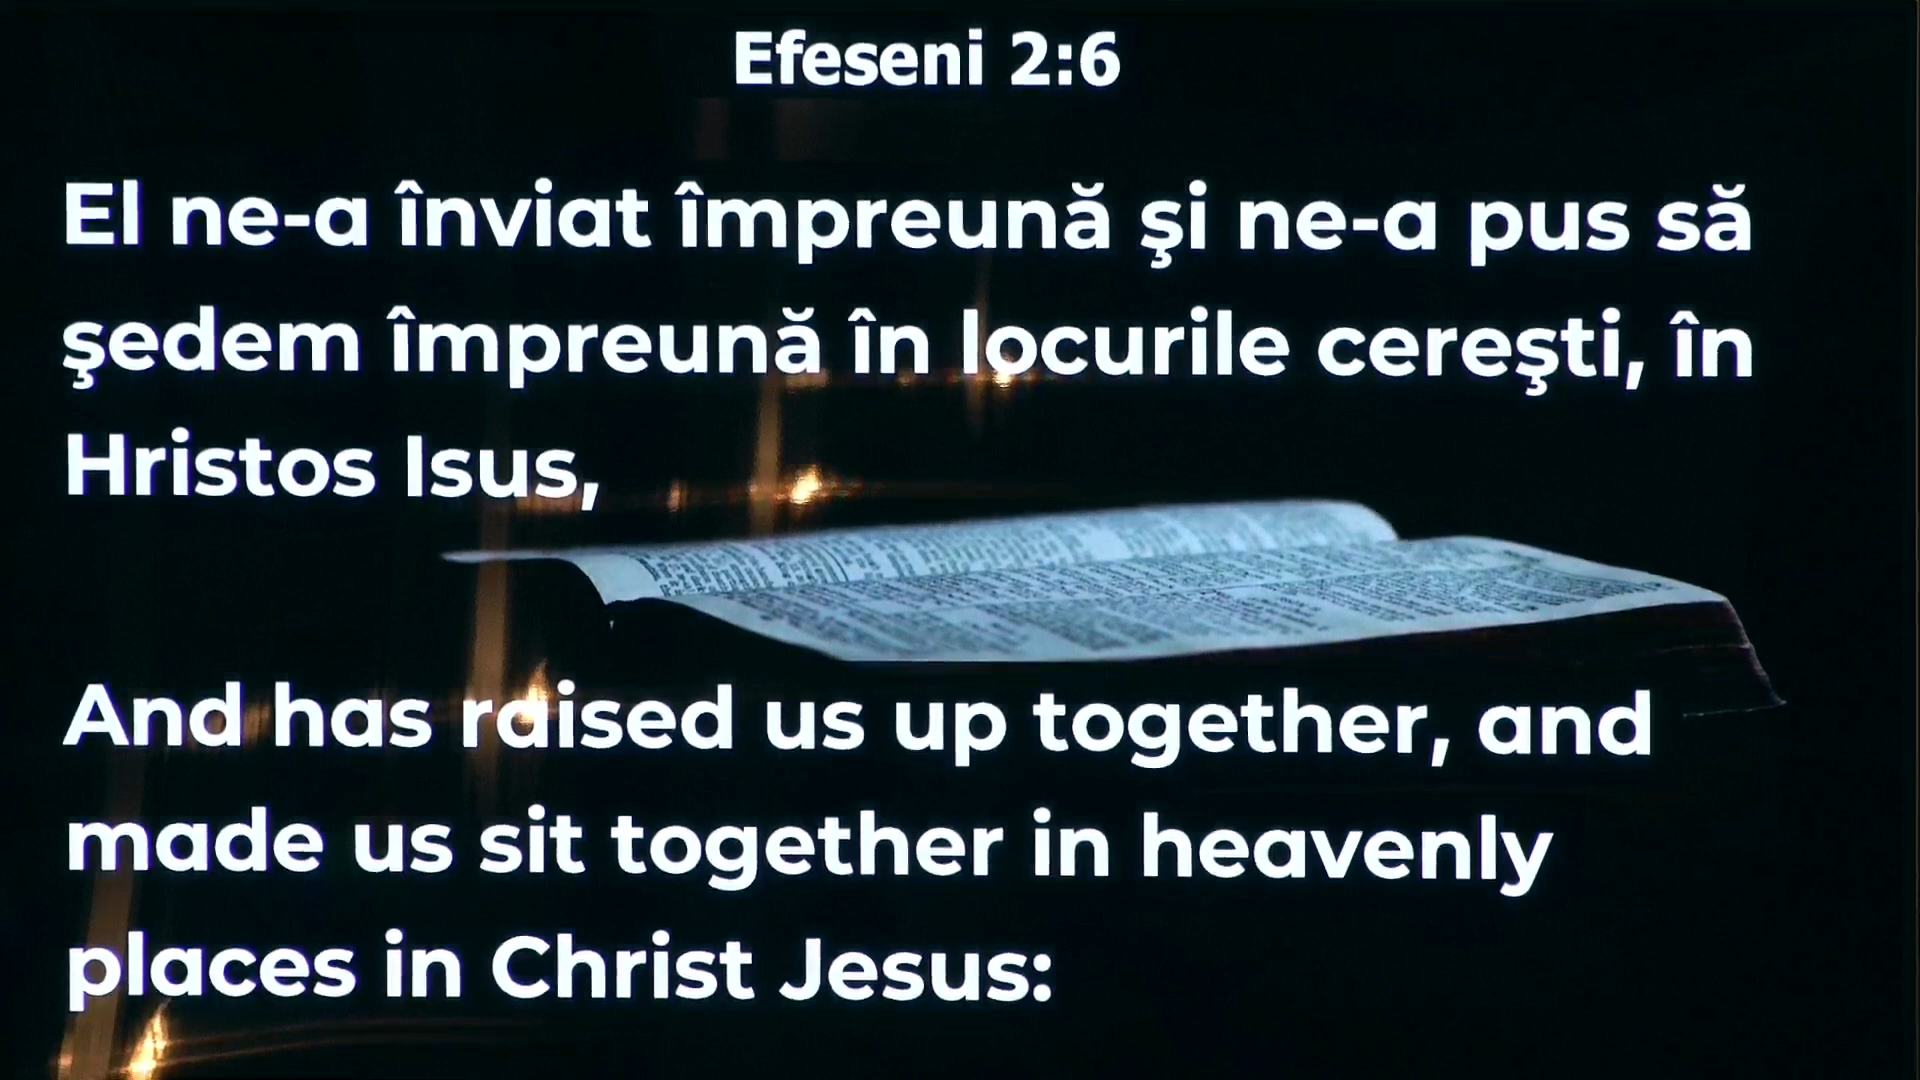 Efeseni 2:6
El ne-a înviat împreună şi ne-a pus să
şedem împreună în locurile cereşti, în
Hristos Isus,
And has raised us up together, and
made us sit together in heavenly
places in Christ Jesus: